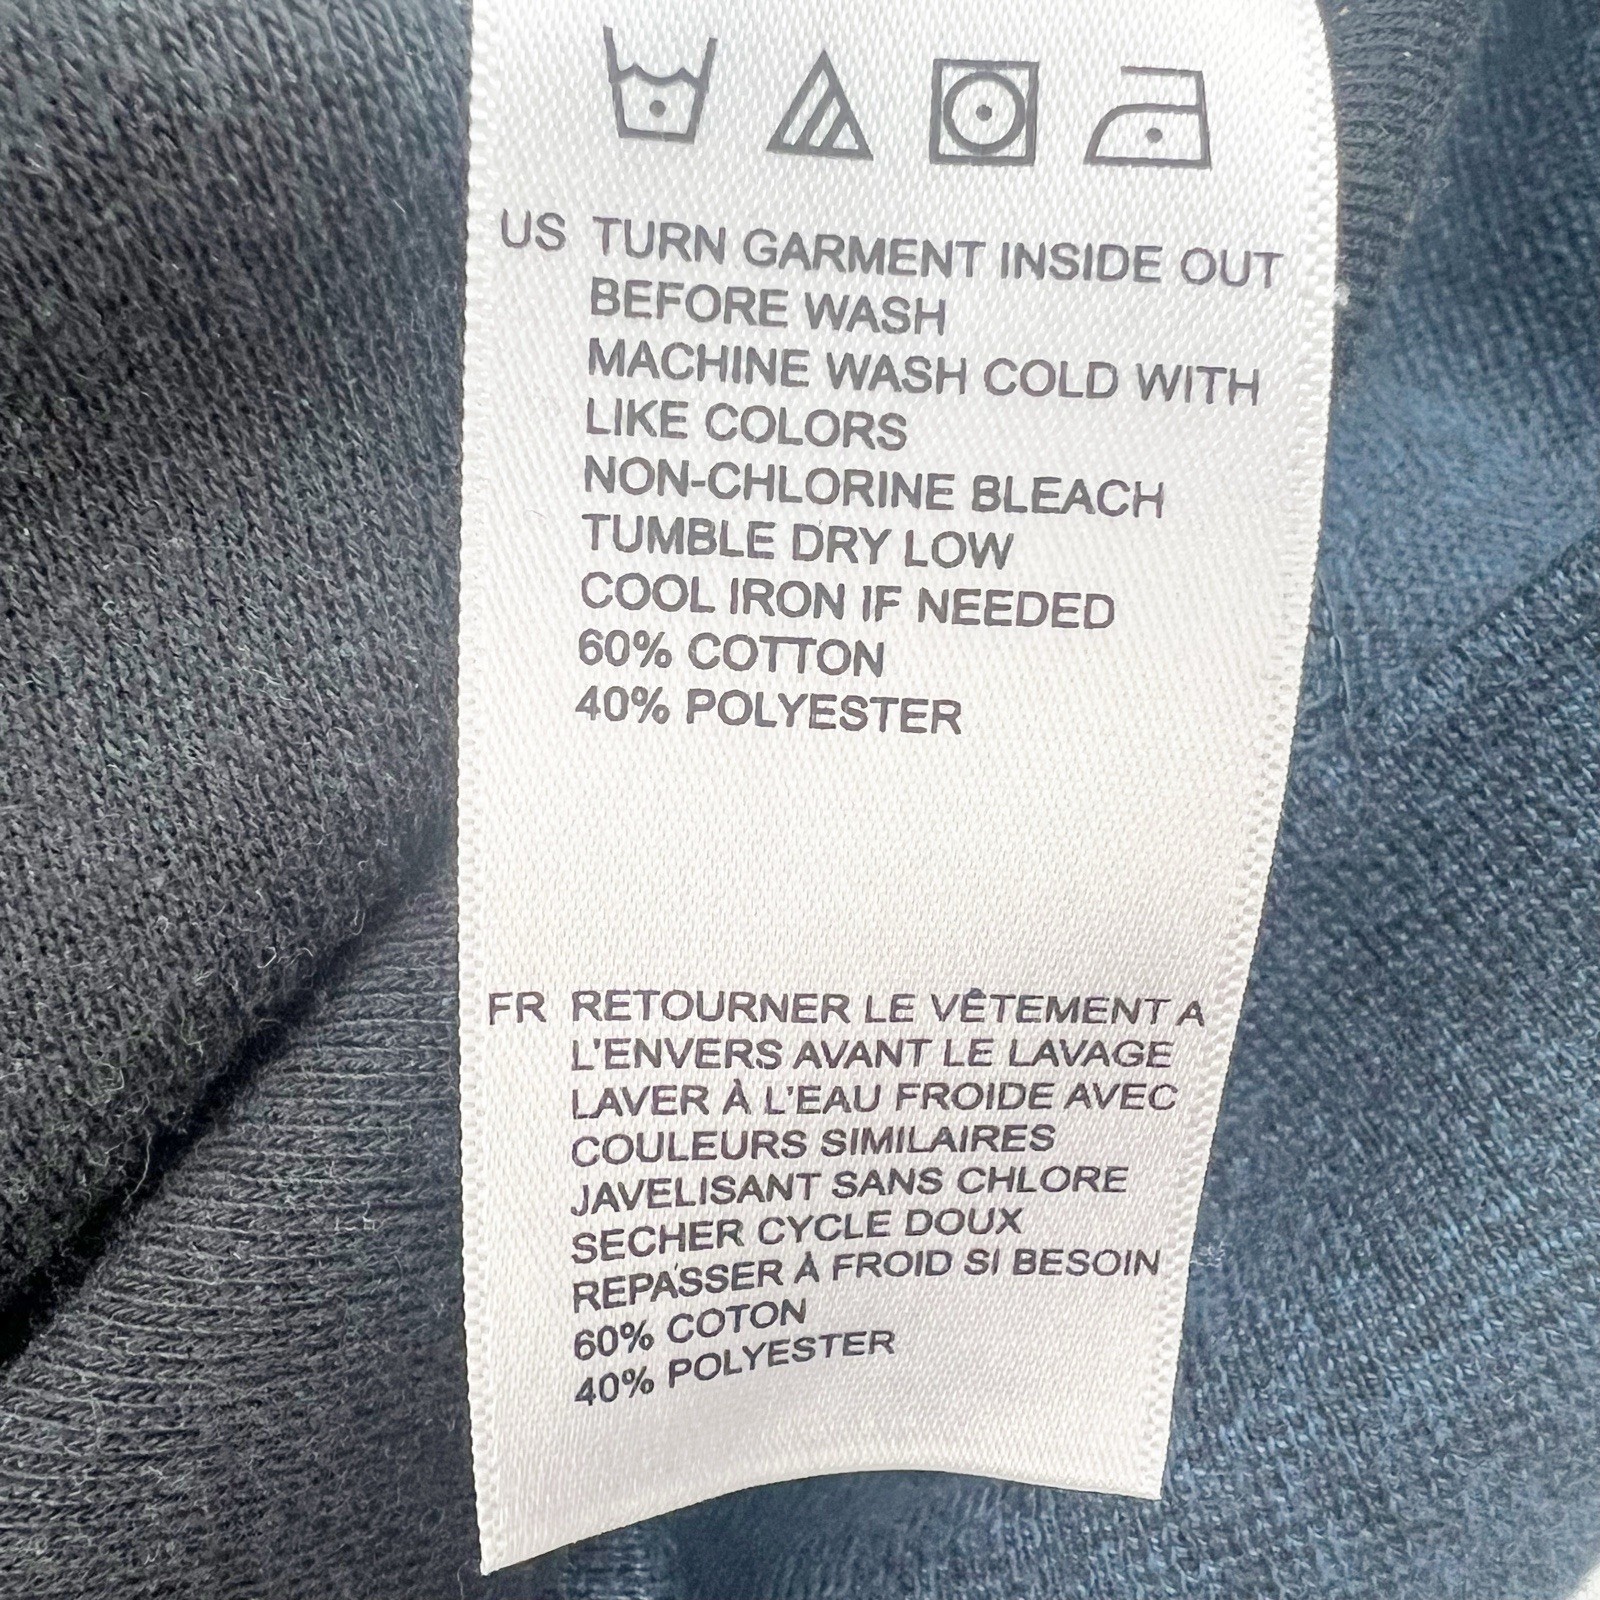 US TURN GARMENT INSIDE OUT
BEFORE WASH
MACHINE WASH COLD WITH
LIKE COLORS
NON-CHLORINE BLEACH
TUMBLE DRY LOW
COOL IRON IF NEEDED
60% COTTON
40% POLYESTER
FR RETOURNER LE VÊTEMENT A
L'ENVERS AVANT LE LAVAGE
LAVER À L'EAU FROIDE AVEC
COULEURS SIMILAIRES
JAVELISANT SANS CHLORE
SECHER CYCLE DOUX
REPASSER À FROID SI BESOIN
60% COTON
40% POLYESTER